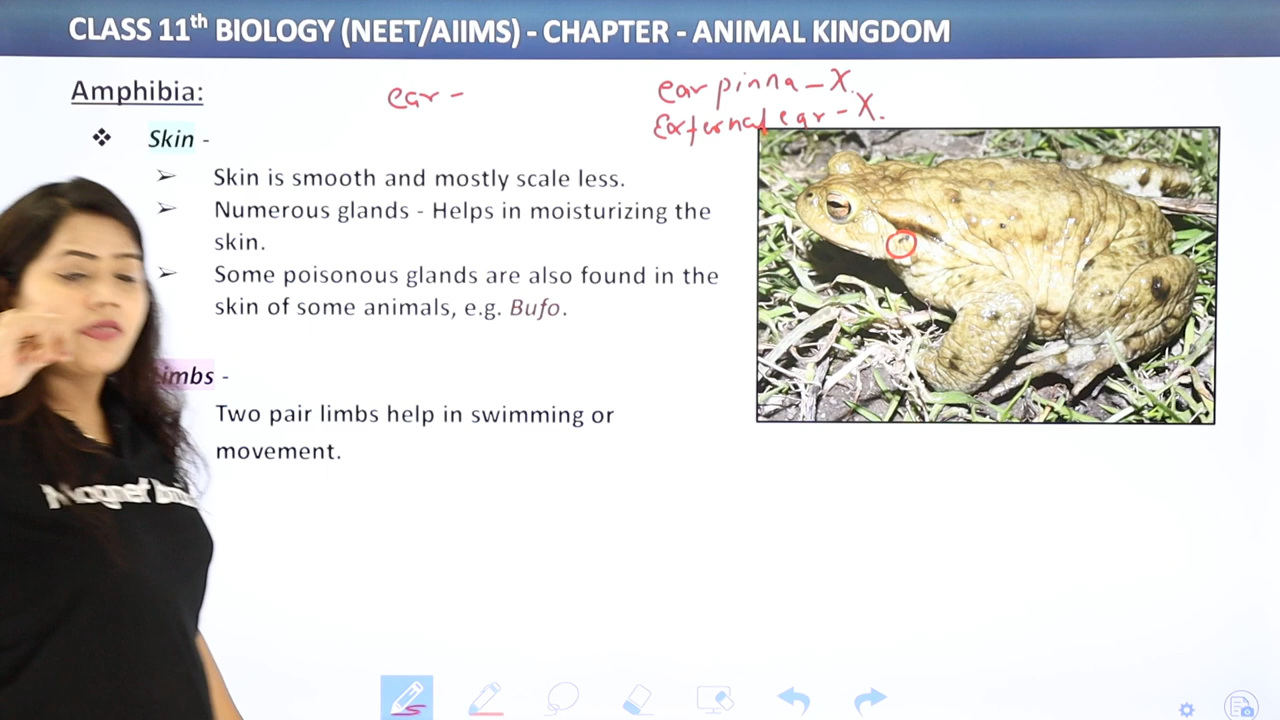 CLASS 11th BIOLOGY (NEET/AIIMS) - CHAPTER - ANIMAL KINGDOM
Amphibia:
ear -
ear pinna - X.
External ear - X.
❖ Skin -
➢ Skin is smooth and mostly scale less.
➢ Numerous glands - Helps in moisturizing the
skin.
➢ Some poisonous glands are also found in the
skin of some animals, e.g. Bufo.
Limbs -
Two pair limbs help in swimming or
movement.
Magnet